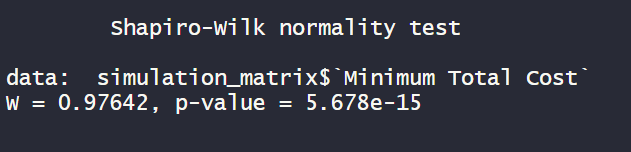 Shapiro-Wilk normality test
data:  simulation_matrix$`Minimum Total Cost`
W = 0.97642, p-value = 5.678e-15